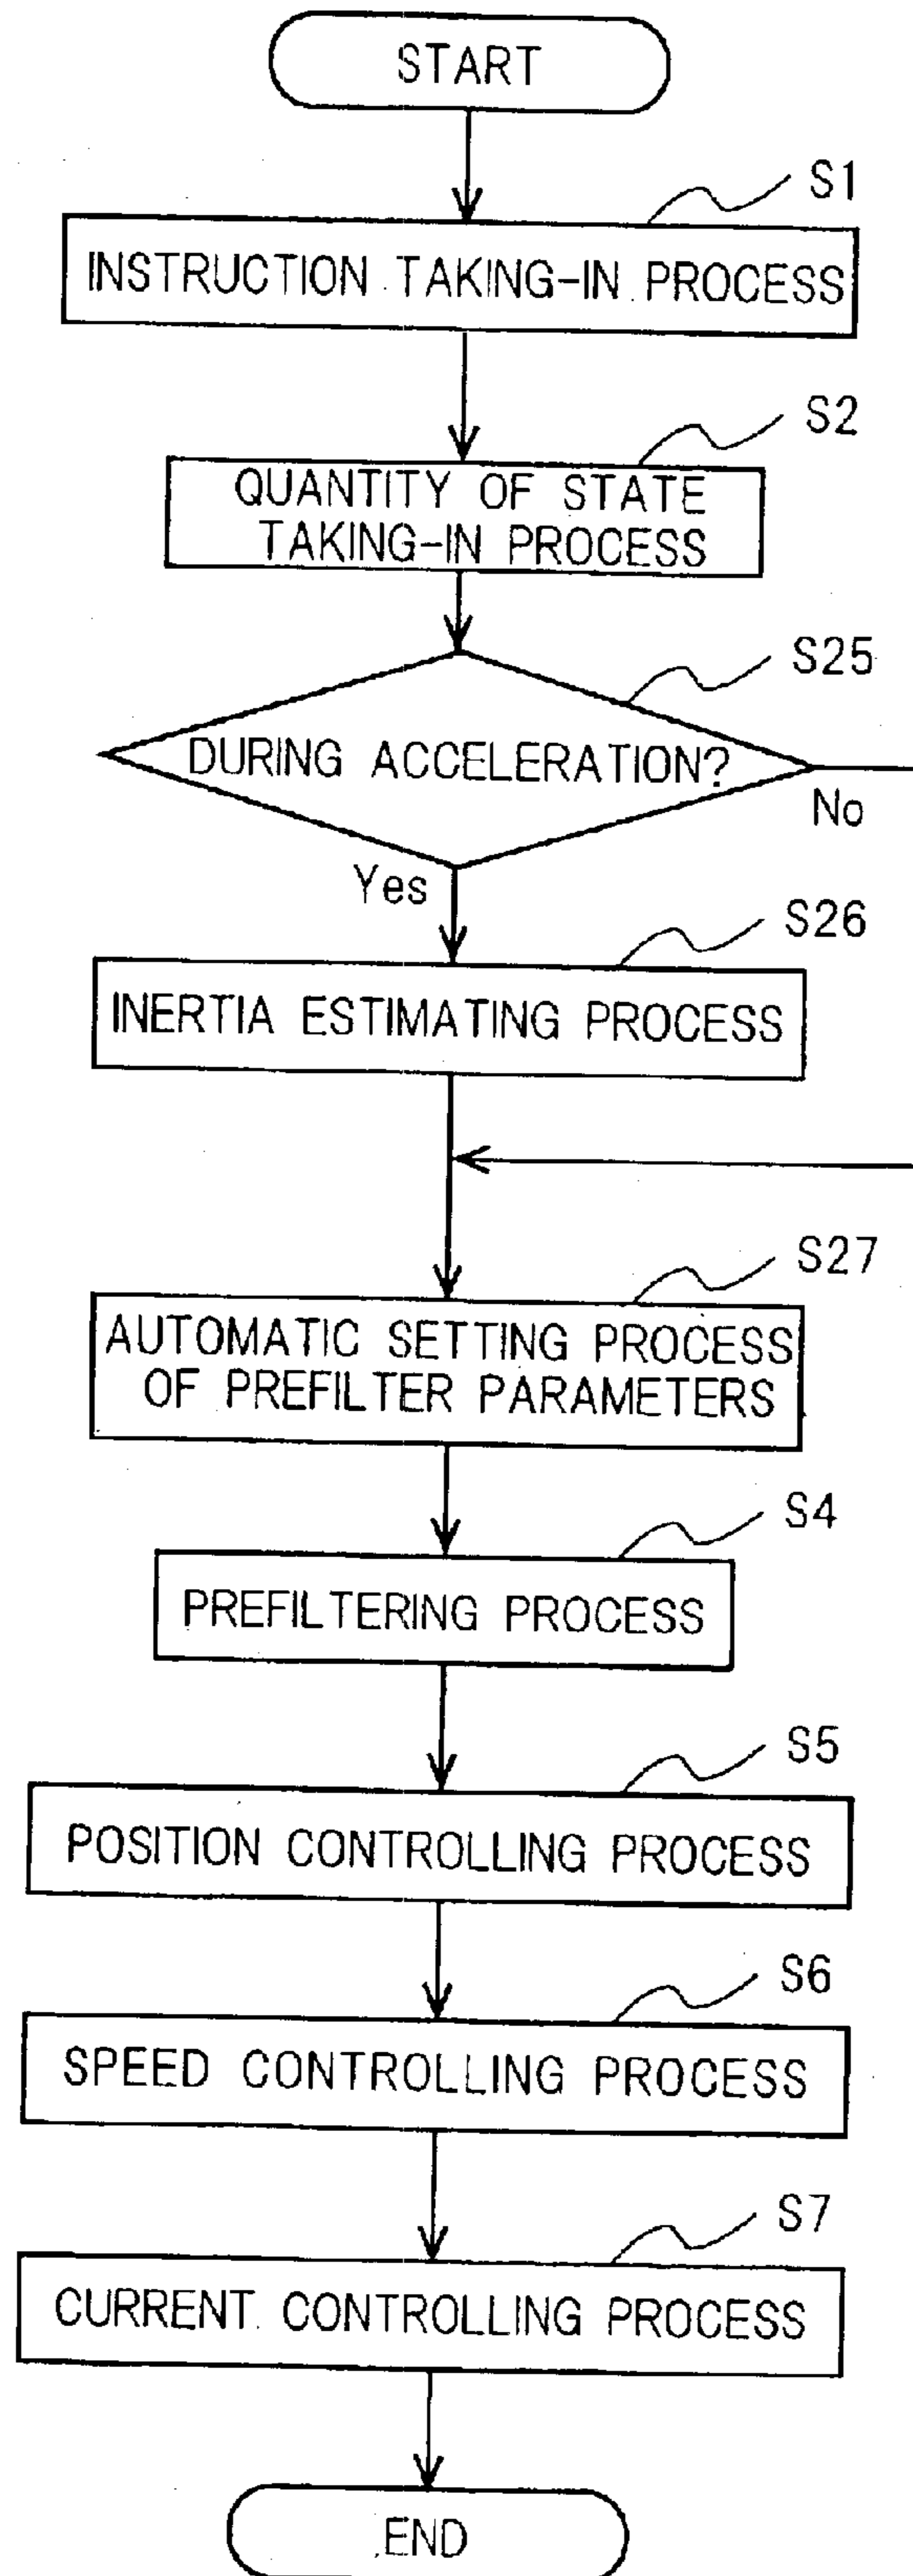 START
S1
INSTRUCTION TAKING-IN PROCESS
S2
QUANTITY OF STATE
TAKING-IN PROCESS
S25
DURING ACCELERATION?
No
Yes
S26
INERTIA ESTIMATING PROCESS
S27
AUTOMATIC SETTING PROCESS
OF PREFILTER PARAMETERS
S4
PREFILTERING PROCESS
S5
POSITION CONTROLLING PROCESS
S6
SPEED CONTROLLING PROCESS
S7
CURRENT CONTROLLING PROCESS
END